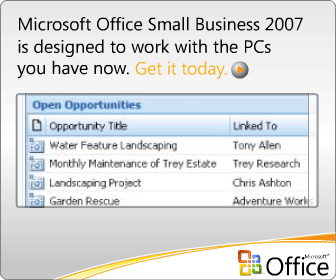 Microsoft Office Small Business 2007
is designed to work with the PCs
you have now. Get it today.
Open Opportunities
Opportunity Title Linked To
Water Feature Landscaping Tony Allen
Monthly Maintenance of Trey Estate Trey Research
Landscaping Project Chris Ashton
Garden Rescue Adventure Works
Microsoft
Office